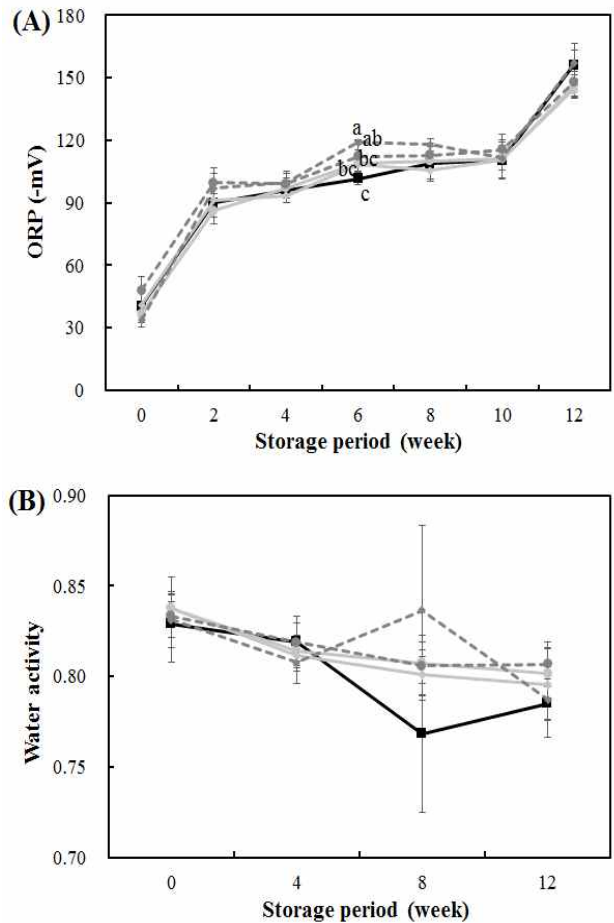 (A)
180
150
120
90
60
30
0
ORP (-mV)
a
ab
bc
bc
c
0 2 4 6 8 10 12
Storage period (week)
(B)
0.90
0.85
0.80
0.75
0.70
Water activity
0 4 8 12
Storage period (week)